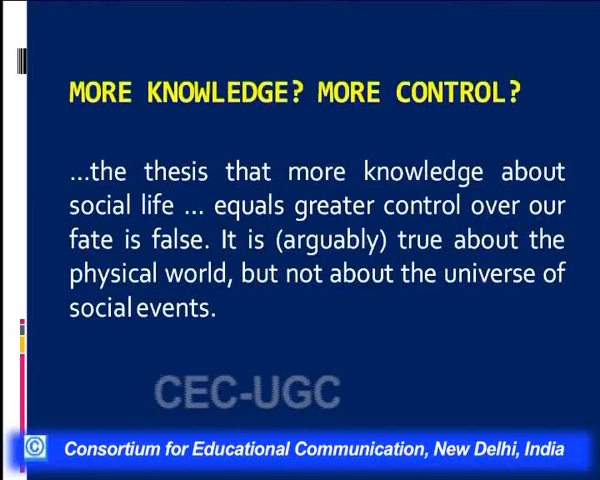 MORE KNOWLEDGE? MORE CONTROL?
...the thesis that more knowledge about
social life ... equals greater control over our
fate is false. It is (arguably) true about the
physical world, but not about the universe of
social events.
CEC-UGC
© Consortium for Educational Communication, New Delhi, India